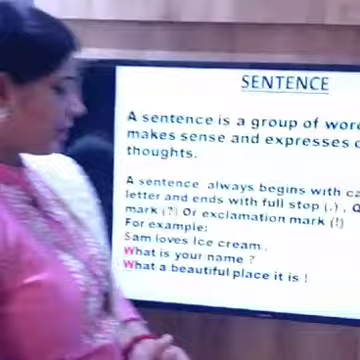 SENTENCE
A sentence is a group of
makes sense and expresses
thoughts.
A sentence always begins with
letter and ends with full stop (.) ,
mark (?) Or exclamation mark (!)
For example:
Sam loves Ice cream .
What is your name ?
What a beautiful place it is !